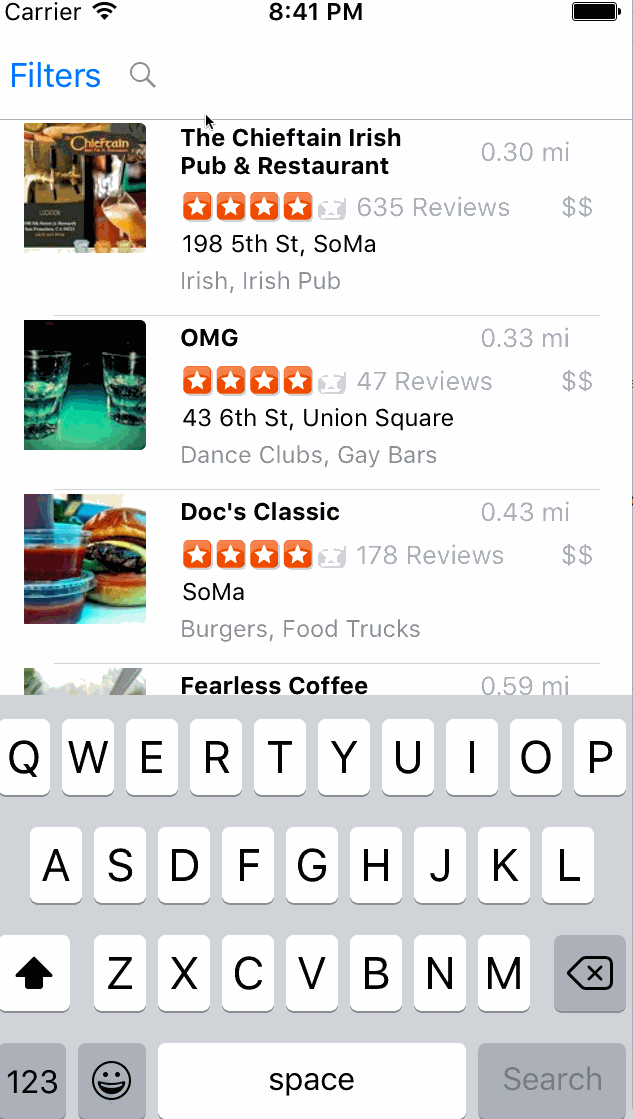 Carrier 8:41 PM
Filters
The Chieftain Irish
Pub & Restaurant
0.30 mi
635 Reviews $$
198 5th St, SoMa
Irish, Irish Pub
Chieftain
LOCATION
OMG 0.33 mi
47 Reviews $$
43 6th St, Union Square
Dance Clubs, Gay Bars
Doc's Classic 0.43 mi
178 Reviews $$
SoMa
Burgers, Food Trucks
Fearless Coffee 0.59 mi
Q W E R T Y U I O P
A S D F G H J K L
Z X C V B N M
123 space Search